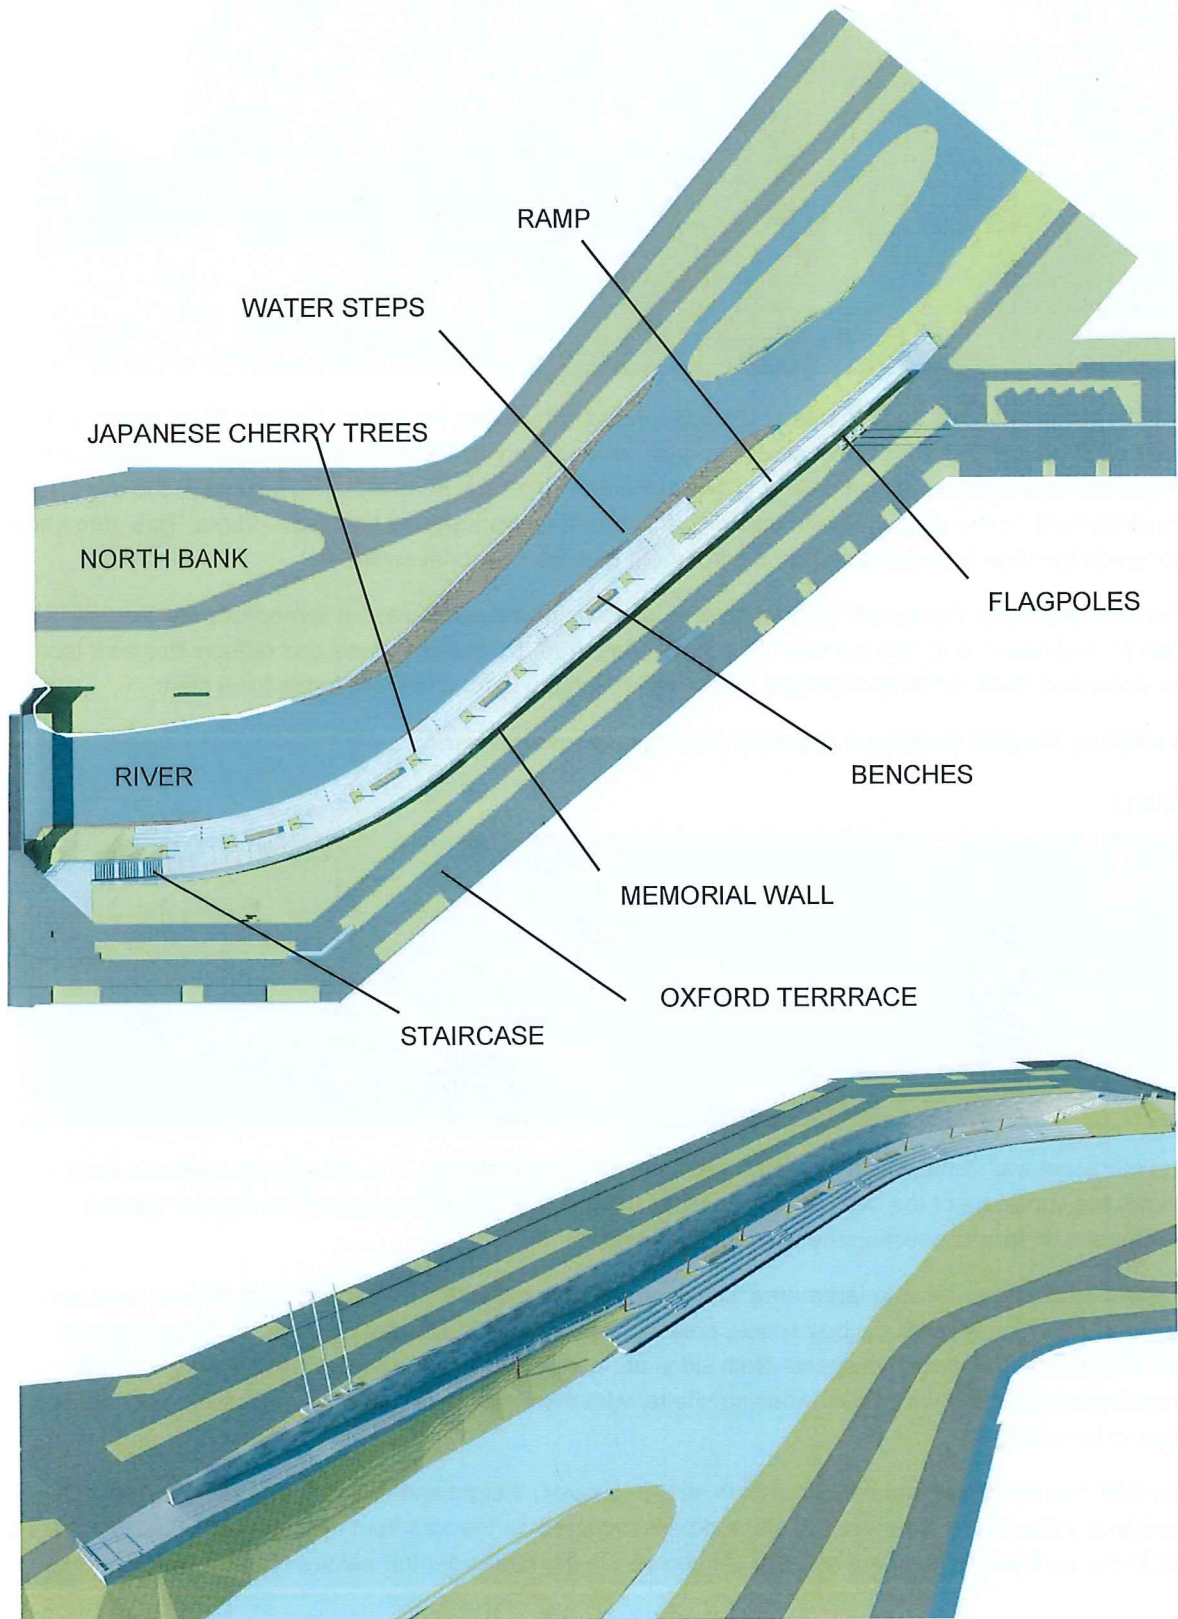 RAMP
WATER STEPS
JAPANESE CHERRY TREES
NORTH BANK
FLAGPOLES
RIVER
BENCHES
MEMORIAL WALL
OXFORD TERRRACE
STAIRCASE